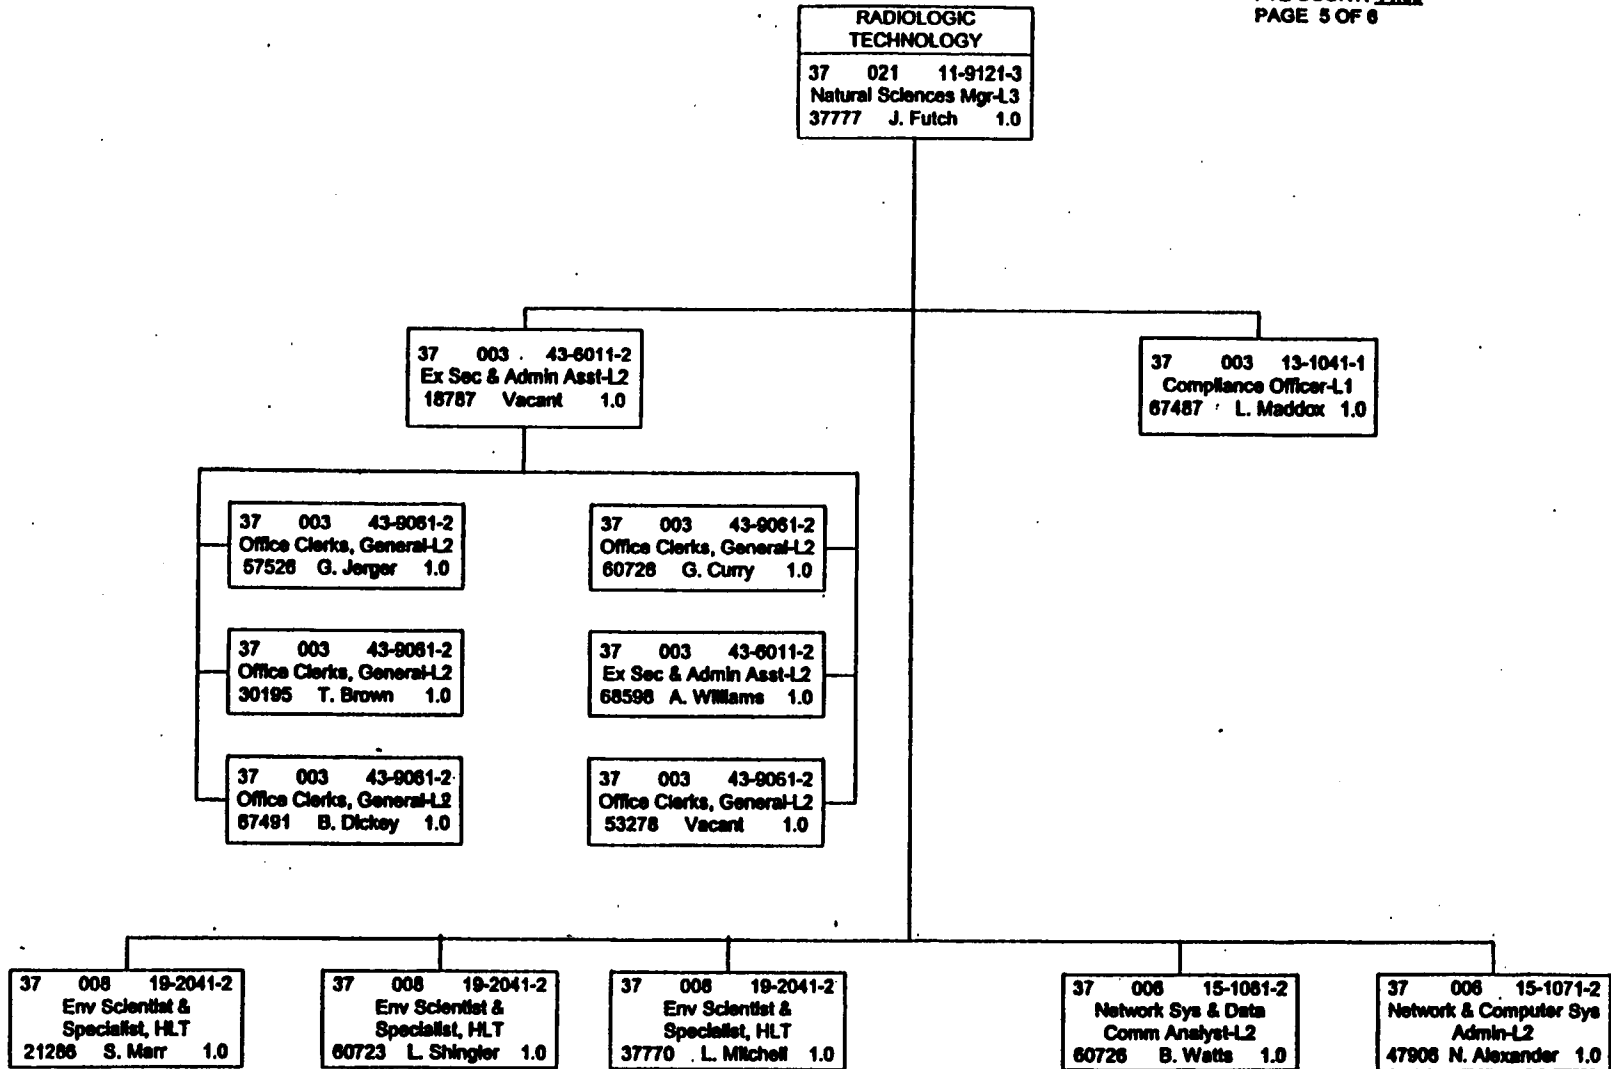 PAGE 5 OF 6
RADIOLOGIC
TECHNOLOGY
37 021 11-9121-3
Natural Sciences Mgr-L3
37777 J. Futch 1.0
37 003 43-6011-2
Ex Sec & Admin Asst-L2
18787 Vacant 1.0
37 003 13-1041-1
Compliance Officer-L1
67487 L. Maddox 1.0
37 003 43-9061-2
Office Clerks, General-L2
57526 G. Jerger 1.0
37 003 43-9061-2
Office Clerks, General-L2
60728 G. Curry 1.0
37 003 43-9061-2
Office Clerks, General-L2
30195 T. Brown 1.0
37 003 43-6011-2
Ex Sec & Admin Asst-L2
68598 A. Williams 1.0
37 003 43-9061-2
Office Clerks, General-L2
67491 B. Dickey 1.0
37 003 43-9061-2
Office Clerks, General-L2
53278 Vacant 1.0
37 008 19-2041-2
Env Scientist &
Specialist, HLT
21286 S. Marr 1.0
37 008 19-2041-2
Env Scientist &
Specialist, HLT
60723 L. Shingler 1.0
37 008 19-2041-2
Env Scientist &
Specialist, HLT
37770 L. Mitchell 1.0
37 006 15-1081-2
Network Sys & Data
Comm Analyst-L2
60726 B. Watts 1.0
37 006 15-1071-2
Network & Computer Sys
Admin-L2
47906 N. Alexander 1.0